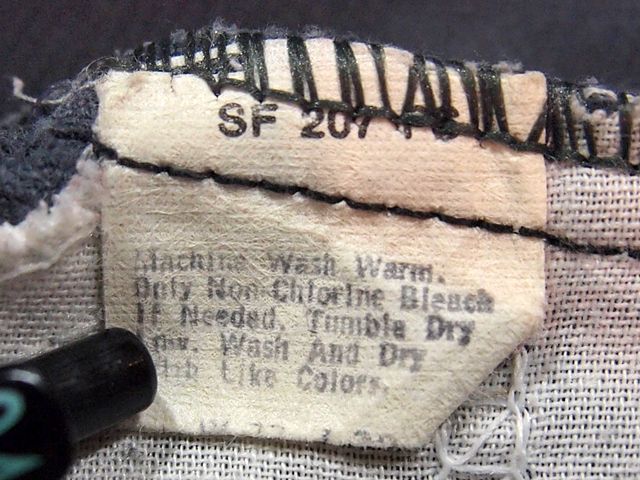 SF 207
Machine Wash Warm.
Only Non-Chlorine Bleach
If Needed. Tumble Dry
Low. Wash And Dry
With Like Colors.